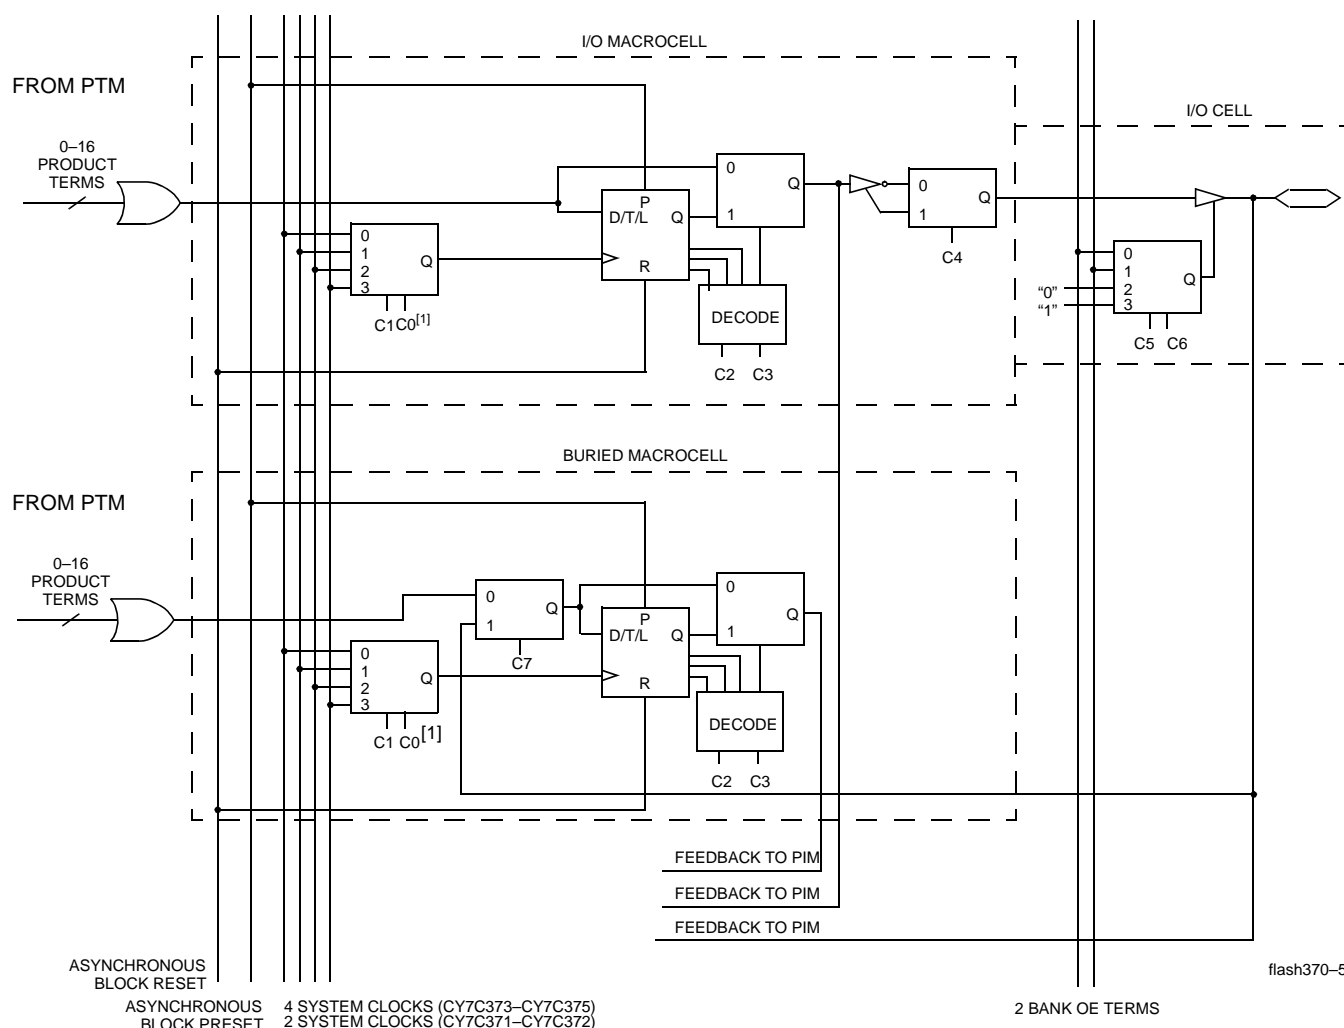 I/O MACROCELL
FROM PTM
I/O CELL
0–16
PRODUCT
TERMS
0
Q
1
P
D/T/L
Q
R
0
1
Q
C4
0
1
2
3
Q
C1 C0[1]
DECODE
C2 C3
0
1
2
3
Q
“0”
“1”
C5 C6
BURIED MACROCELL
FROM PTM
0–16
PRODUCT
TERMS
0
1
Q
C7
P
D/T/L
Q
R
0
1
Q
0
1
2
3
Q
C1 C0[1]
DECODE
C2 C3
FEEDBACK TO PIM
FEEDBACK TO PIM
FEEDBACK TO PIM
ASYNCHRONOUS
BLOCK RESET
flash370–5
ASYNCHRONOUS
BLOCK PRESET
4 SYSTEM CLOCKS (CY7C373–CY7C375)
2 SYSTEM CLOCKS (CY7C371–CY7C372)
2 BANK OE TERMS